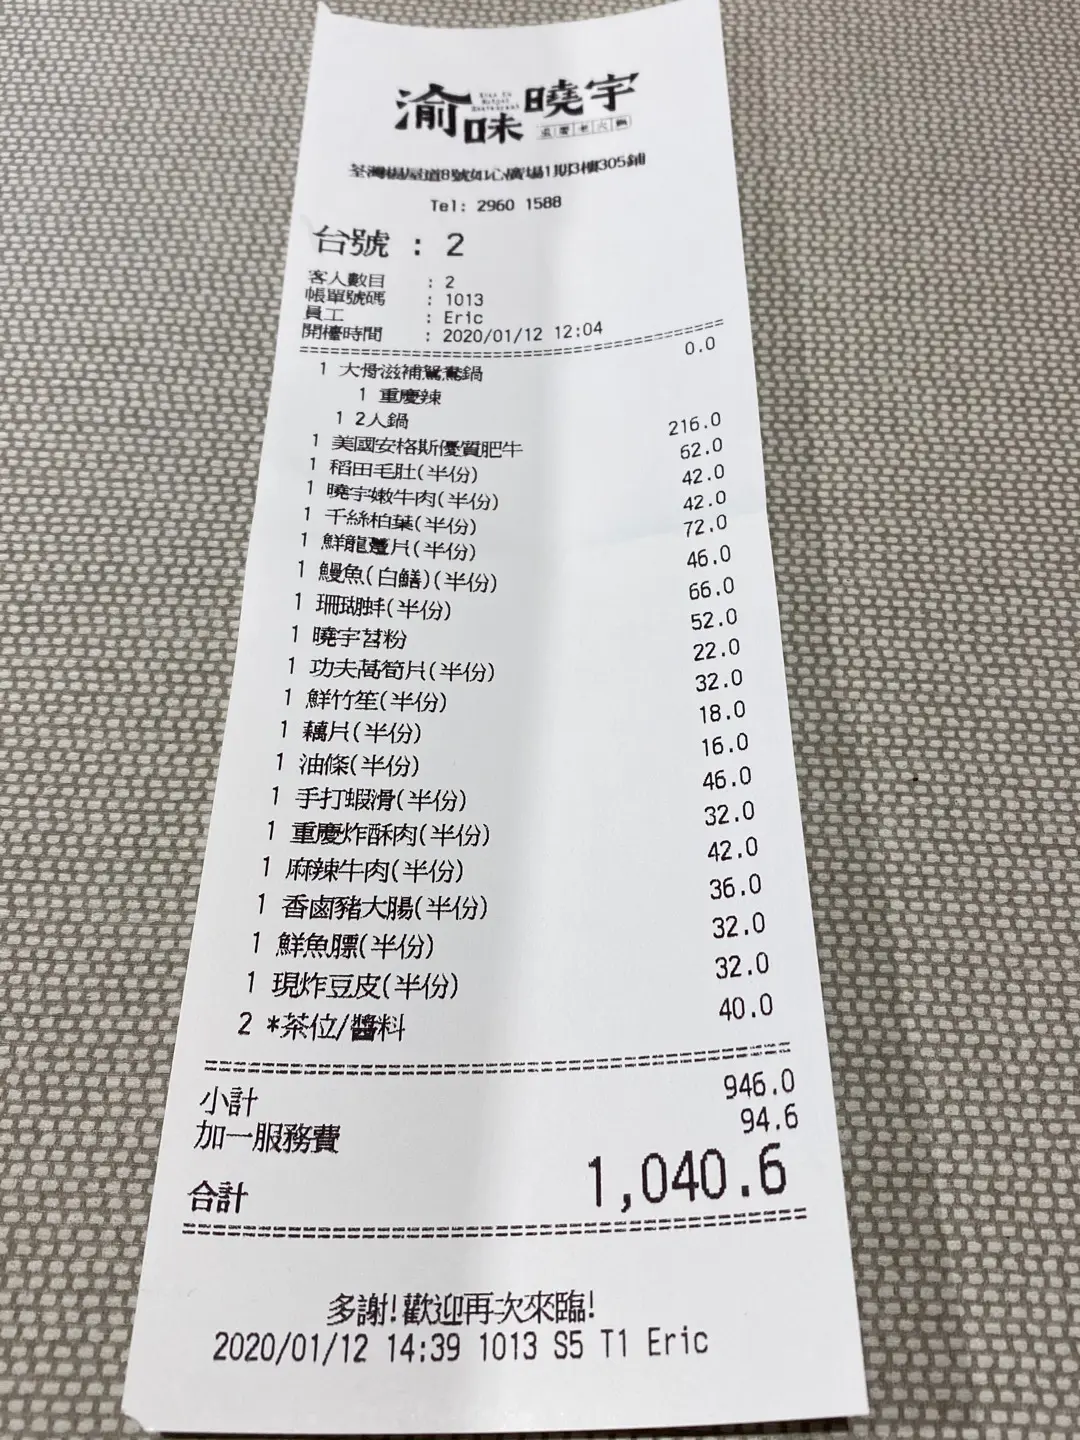 渝味曉宇
重慶老火鍋
荃灣楊屋道8號如心廣場1期3樓305鋪
Tel: 2960 1588
台號 : 2
客人數目 : 2
帳單號碼 : 1013
員工 : Eric
開檯時間 : 2020/01/12 12:04
1 大骨滋補鴛鴦鍋 0.0
1 重慶辣
1 2人鍋
1 美國安格斯優質肥牛 216.0
1 稻田毛肚(半份) 62.0
1 曉宇嫩牛肉(半份) 42.0
1 千絲柏葉(半份) 42.0
1 鮮龍躉片(半份) 72.0
1 鰻魚(白鱔)(半份) 46.0
1 珊瑚蚌(半份) 66.0
1 曉宇苕粉 52.0
1 功夫萵筍片(半份) 22.0
1 鮮竹笙(半份) 32.0
1 藕片(半份) 18.0
1 油條(半份) 16.0
1 手打蝦滑(半份) 46.0
1 重慶炸酥肉(半份) 32.0
1 麻辣牛肉(半份) 42.0
1 香鹵豬大腸(半份) 36.0
1 鮮魚膘(半份) 32.0
1 現炸豆皮(半份) 32.0
2 *茶位/醬料 40.0
小計 946.0
加一服務費 94.6
合計 1,040.6
多謝!歡迎再次來臨!
2020/01/12 14:39 1013 S5 T1 Eric